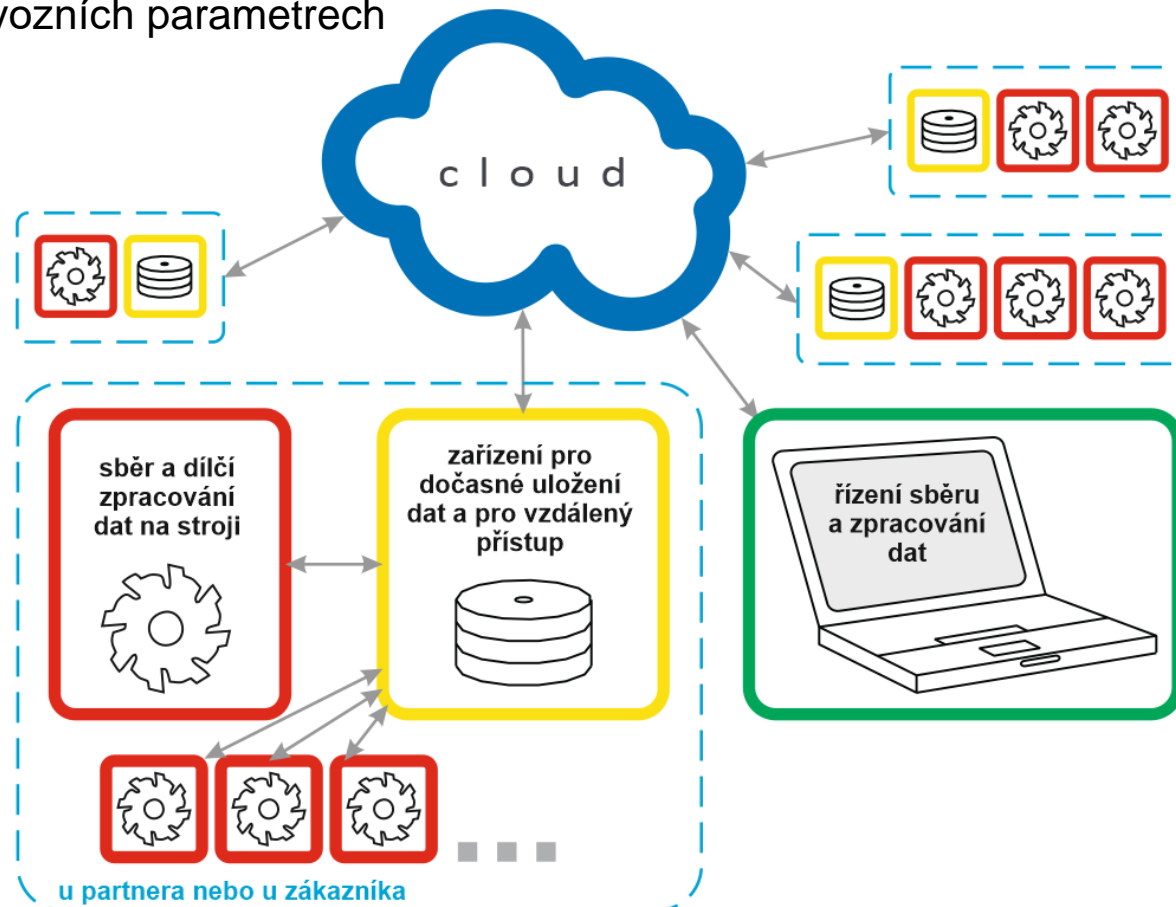 vozních parametrech
cloud
sběr a dílčí
zpracování
dat na stroji
zařízení pro
dočasné uložení
dat a pro vzdálený
přístup
řízení sběru
a zpracování
dat
u partnera nebo u zákazníka